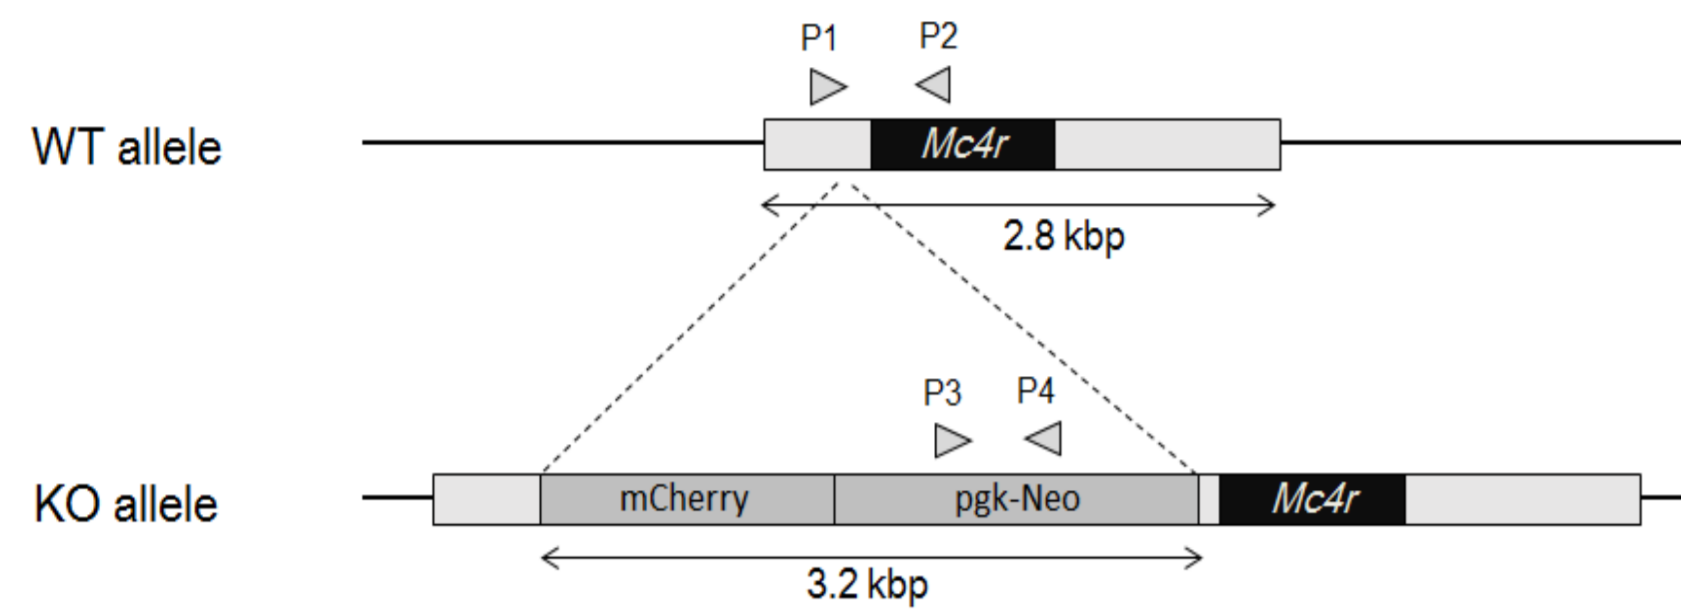 P1 P2
WT allele
Mc4r
2.8 kbp
P3 P4
KO allele
mCherry pgk-Neo Mc4r
3.2 kbp